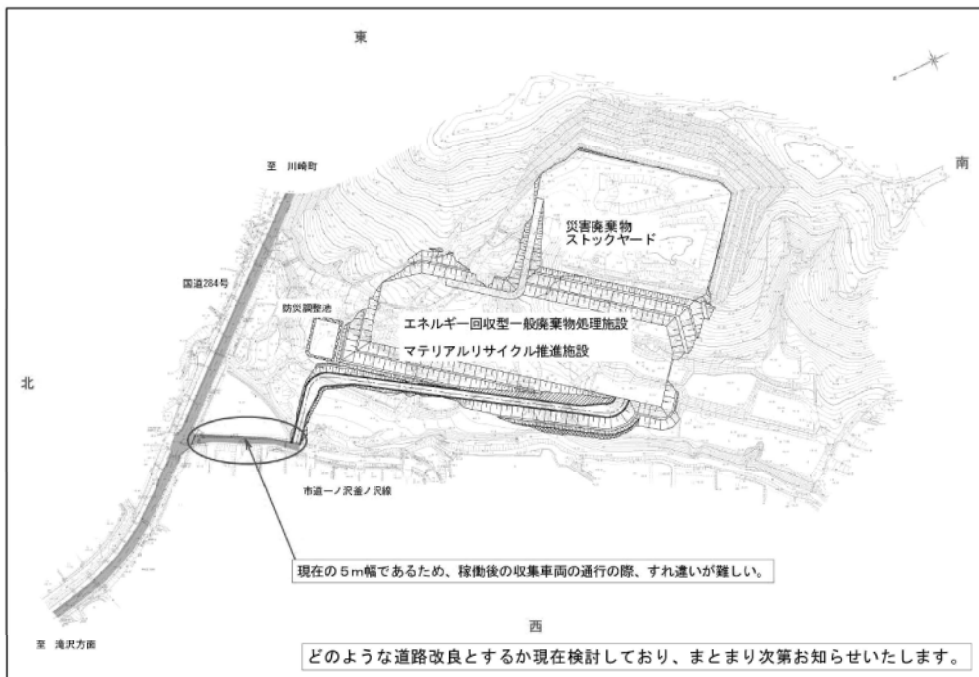 東
南
至　川崎町
災害廃棄物
ストックヤード
国道284号
防災調整池
エネルギー回収型一般廃棄物処理施設
マテリアルリサイクル推進施設
北
市道一ノ沢釜ノ沢線
現在の５ｍ幅であるため、稼働後の収集車両の通行の際、すれ違いが難しい。
西
至　滝沢方面
どのような道路改良とするか現在検討しており、まとまり次第お知らせいたします。